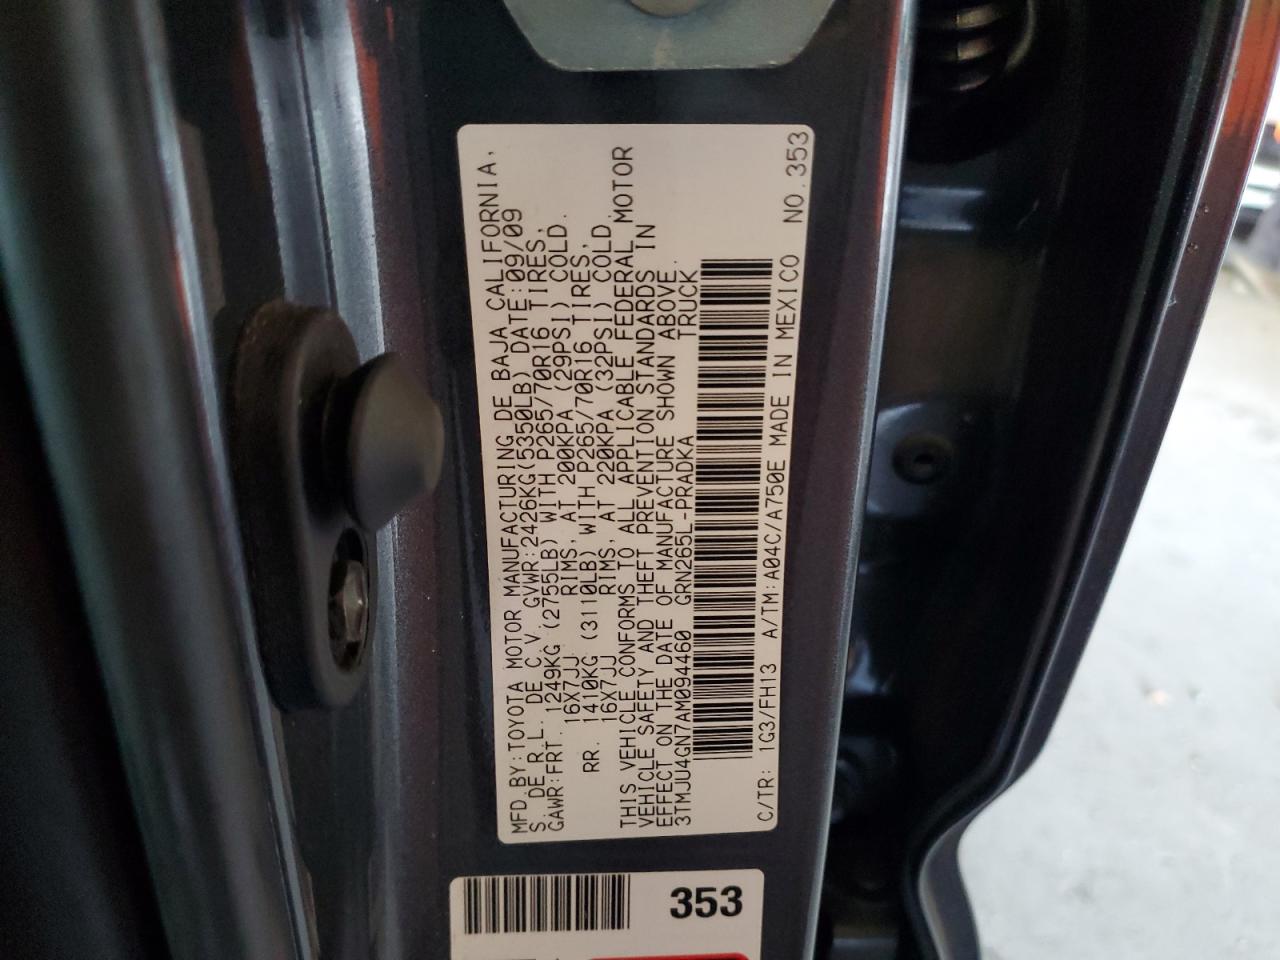 MFD.BY:TOYOTA MOTOR MANUFACTURING DE BAJA CALIFORNIA,
S. DE R.L. DE C.V. GVWR:2426KG(5350LB) DATE:09/09
GAWR:FRT. 1249KG (2755LB) WITH P265/70R16 TIRES,
16X7JJ RIMS, AT 200KPA (29PSI) COLD.
RR. 1410KG (3110LB) WITH P265/70R16 TIRES,
16X7JJ RIMS, AT 220KPA (32PSI) COLD.
THIS VEHICLE CONFORMS TO ALL APPLICABLE FEDERAL MOTOR
VEHICLE SAFETY AND THEFT PREVENTION STANDARDS IN
EFFECT ON THE DATE OF MANUFACTURE SHOWN ABOVE.
3TMJU4GN7AM094460 GRN265L-PRADKA TRUCK
C/TR: 1G3/FH13 A/TM:A04C/A750E MADE IN MEXICO NO.353
353